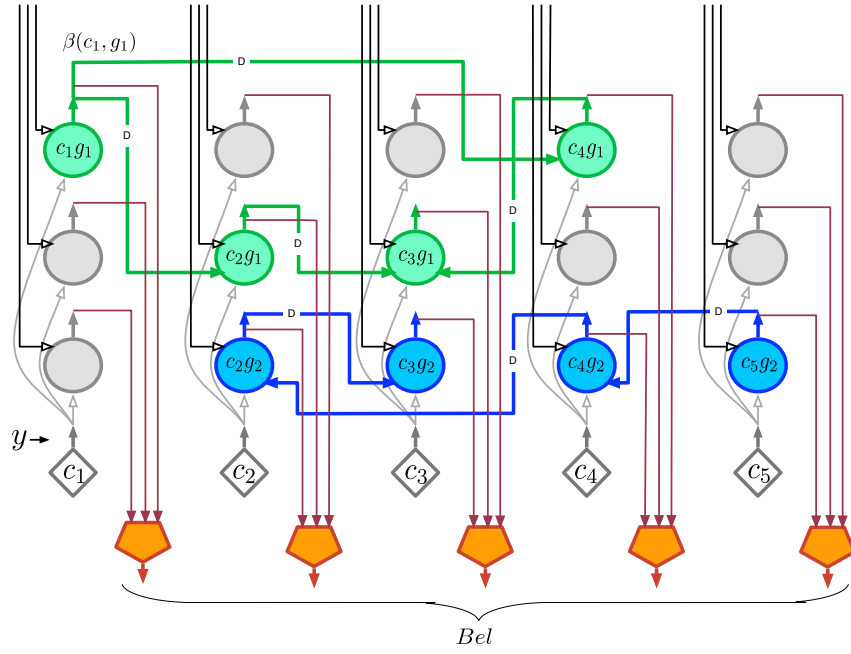 β(c₁, g₁)
D
c₁g₁
D
c₄g₁
D
c₂g₁
D
c₃g₁
D
D
c₂g₂
c₃g₂
D
c₄g₂
c₅g₂
y
c₁
c₂
c₃
c₄
c₅
Bel